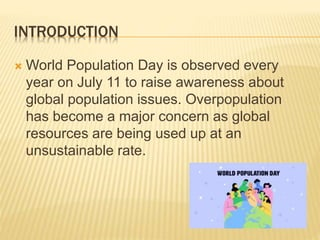 INTRODUCTION
World Population Day is observed every
year on July 11 to raise awareness about
global population issues. Overpopulation
has become a major concern as global
resources are being used up at an
unsustainable rate.
WORLD POPULATION DAY